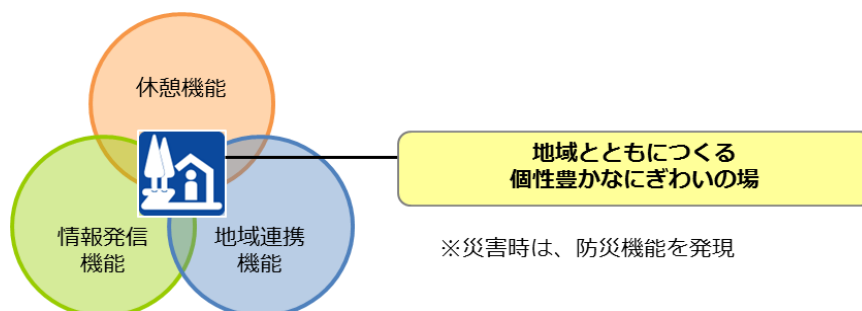 休憩機能
情報発信
機能
地域連携
機能
地域とともにつくる
個性豊かなにぎわいの場
※災害時は、防災機能を発現